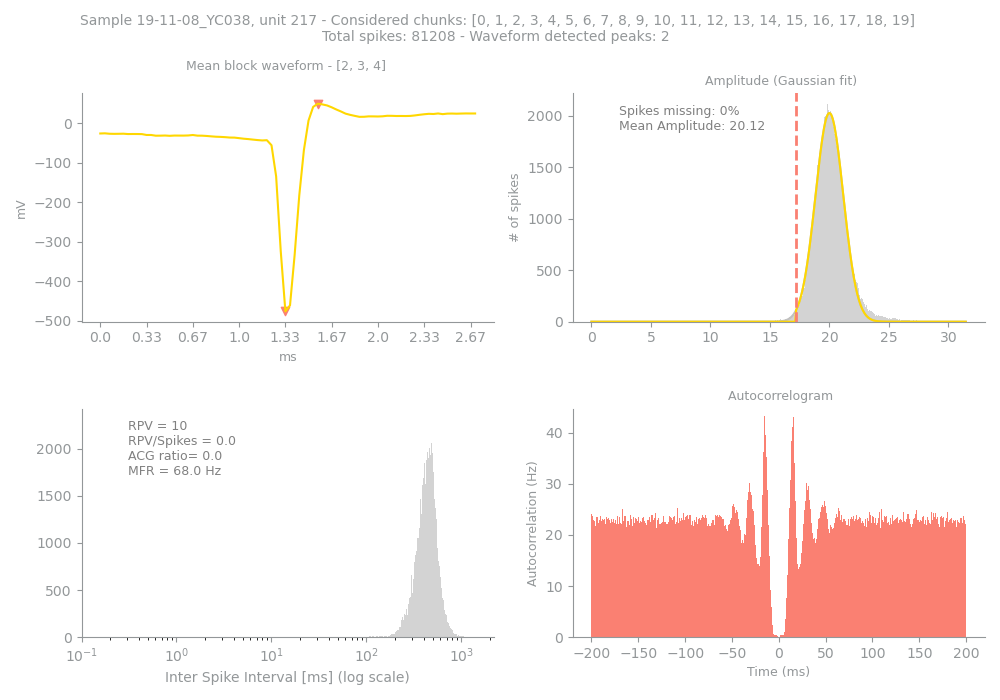 Sample 19-11-08_YC038, unit 217 - Considered chunks: [0, 1, 2, 3, 4, 5, 6, 7, 8, 9, 10, 11, 12, 13, 14, 15, 16, 17, 18, 19]
Total spikes: 81208 - Waveform detected peaks: 2
Mean block waveform - [2, 3, 4]
mV
0
−100
−200
−300
−400
−500
0.0 0.33 0.67 1.0 1.33 1.67 2.0 2.33 2.67
ms
Amplitude (Gaussian fit)
Spikes missing: 0%
Mean Amplitude: 20.12
# of spikes
2000
1500
1000
500
0
0 5 10 15 20 25 30
RPV = 10
RPV/Spikes = 0.0
ACG ratio= 0.0
MFR = 68.0 Hz
2000
1500
1000
500
0
10⁻¹ 10⁰ 10¹ 10² 10³
Inter Spike Interval [ms] (log scale)
Autocorrelogram
Autocorrelation (Hz)
40
30
20
10
0
−200 −150 −100 −50 0 50 100 150 200
Time (ms)